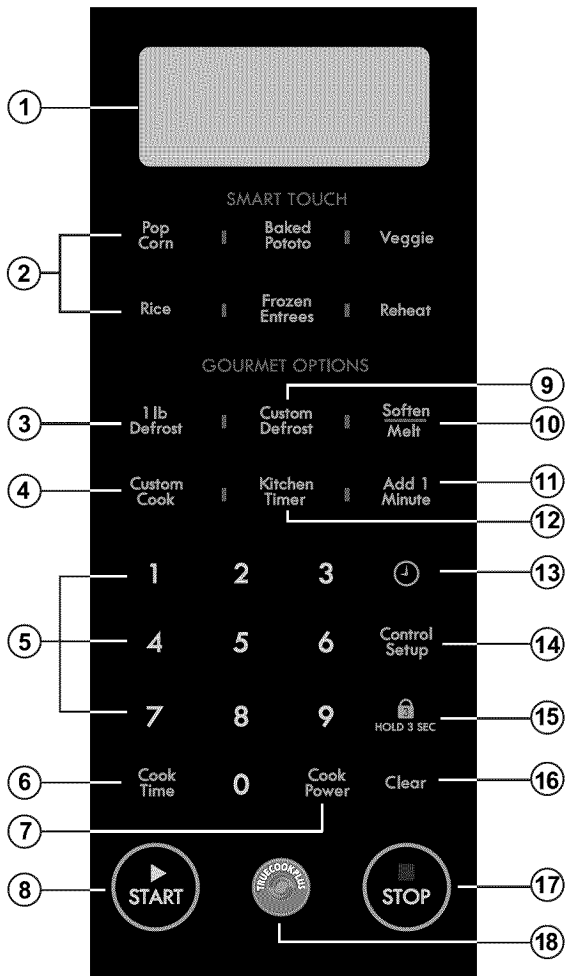 1
SMART TOUCH
Pop Corn
Baked Pototo
Veggie
2
Rice
Frozen Entrees
Reheat
GOURMET OPTIONS
9
3
1 lb Defrost
Custom Defrost
Soften Melt
10
4
Custom Cook
Kitchen Timer
Add 1 Minute
11
12
1 2 3
13
5
4 5 6
Control Setup
14
7 8 9
HOLD 3 SEC
15
6
Cook Time
0
Cook Power
Clear
16
7
8
START
TRUECOOKPLUS
STOP
17
18